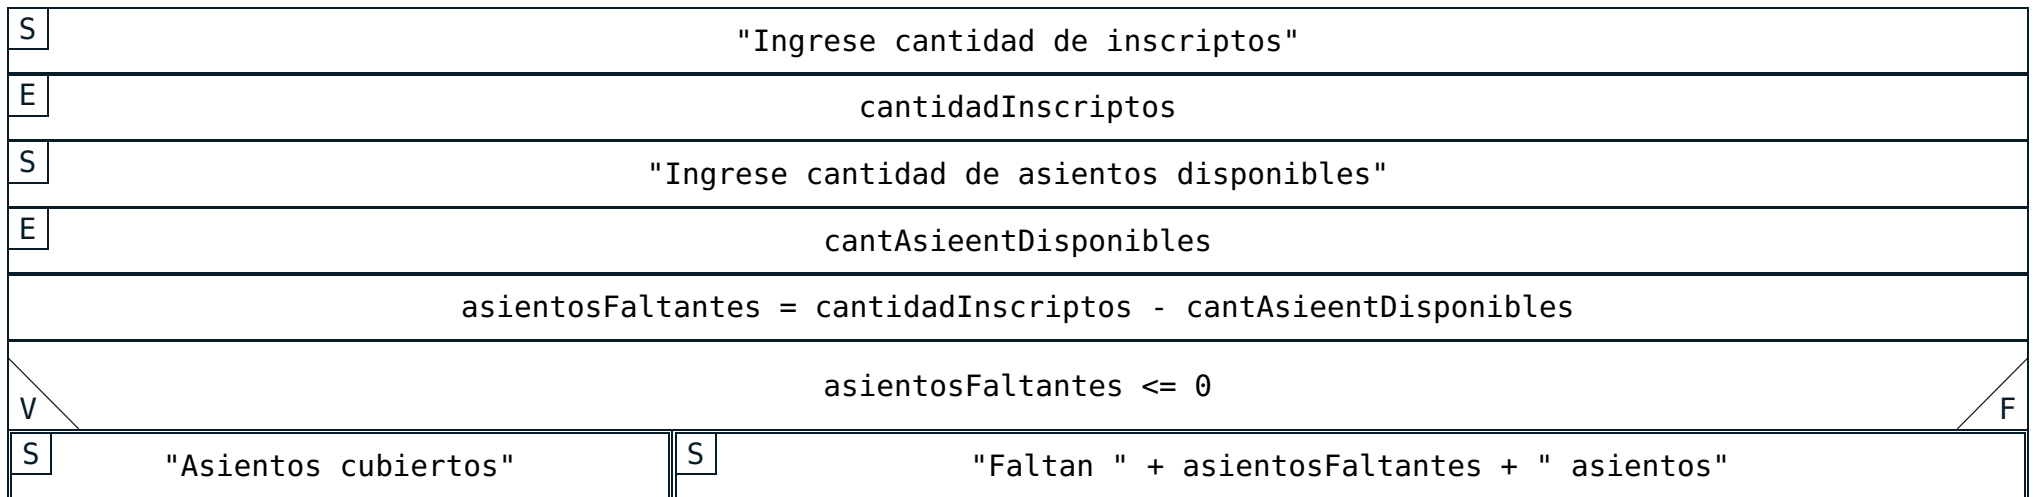 S
"Ingrese cantidad de inscriptos"
E
cantidadInscriptos
S
"Ingrese cantidad de asientos disponibles"
E
cantAsieentDisponibles
asientosFaltantes = cantidadInscriptos - cantAsieentDisponibles
asientosFaltantes <= 0
V
F
S
"Asientos cubiertos"
S
"Faltan " + asientosFaltantes + " asientos"